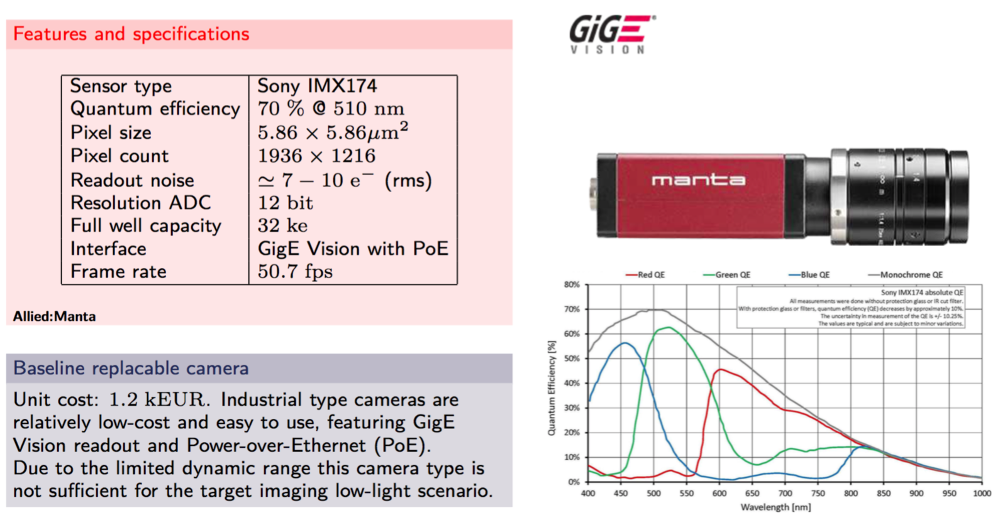 Features and specifications
Sensor type Sony IMX174
Quantum efficiency 70 % @ 510 nm
Pixel size 5.86 × 5.86μm²
Pixel count 1936 × 1216
Readout noise ≃ 7 − 10 e⁻ (rms)
Resolution ADC 12 bit
Full well capacity 32 ke
Interface GigE Vision with PoE
Frame rate 50.7 fps
Allied:Manta
Baseline replacable camera
Unit cost: 1.2 kEUR. Industrial type cameras are
relatively low-cost and easy to use, featuring GigE
Vision readout and Power-over-Ethernet (PoE).
Due to the limited dynamic range this camera type is
not sufficient for the target imaging low-light scenario.
GiGE
VISION
manta
Red QE Green QE Blue QE Monochrome QE
Sony IMX174 absolute QE
All measurements were done without protection glass or IR cut filter.
With protection glass or filters, quantum efficiency (QE) decreases by approximately 10%.
The uncertainty in measurement of the QE is +/- 10.25%.
The values are typical and are subject to minor variations.
Quantum Efficiency [%]
80%
70%
60%
50%
40%
30%
20%
10%
0%
400 450 500 550 600 650 700 750 800 850 900 950 1000
Wavelength [nm]